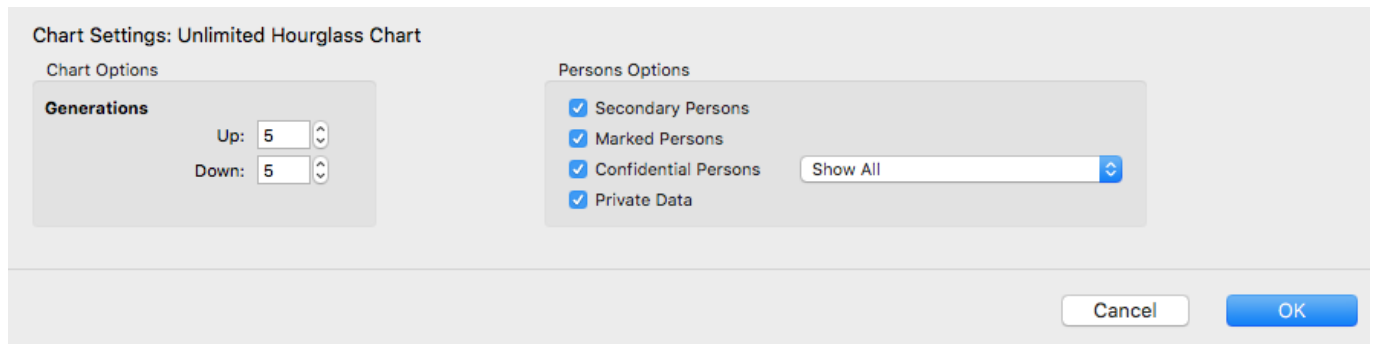 Chart Settings: Unlimited Hourglass Chart
Chart Options
Generations
Up: 5
Down: 5
Persons Options
Secondary Persons
Marked Persons
Confidential Persons Show All
Private Data
Cancel OK